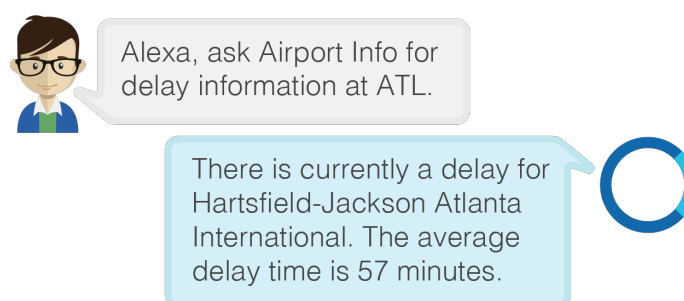 Alexa, ask Airport Info for
delay information at ATL.
There is currently a delay for
Hartsfield-Jackson Atlanta
International. The average
delay time is 57 minutes.